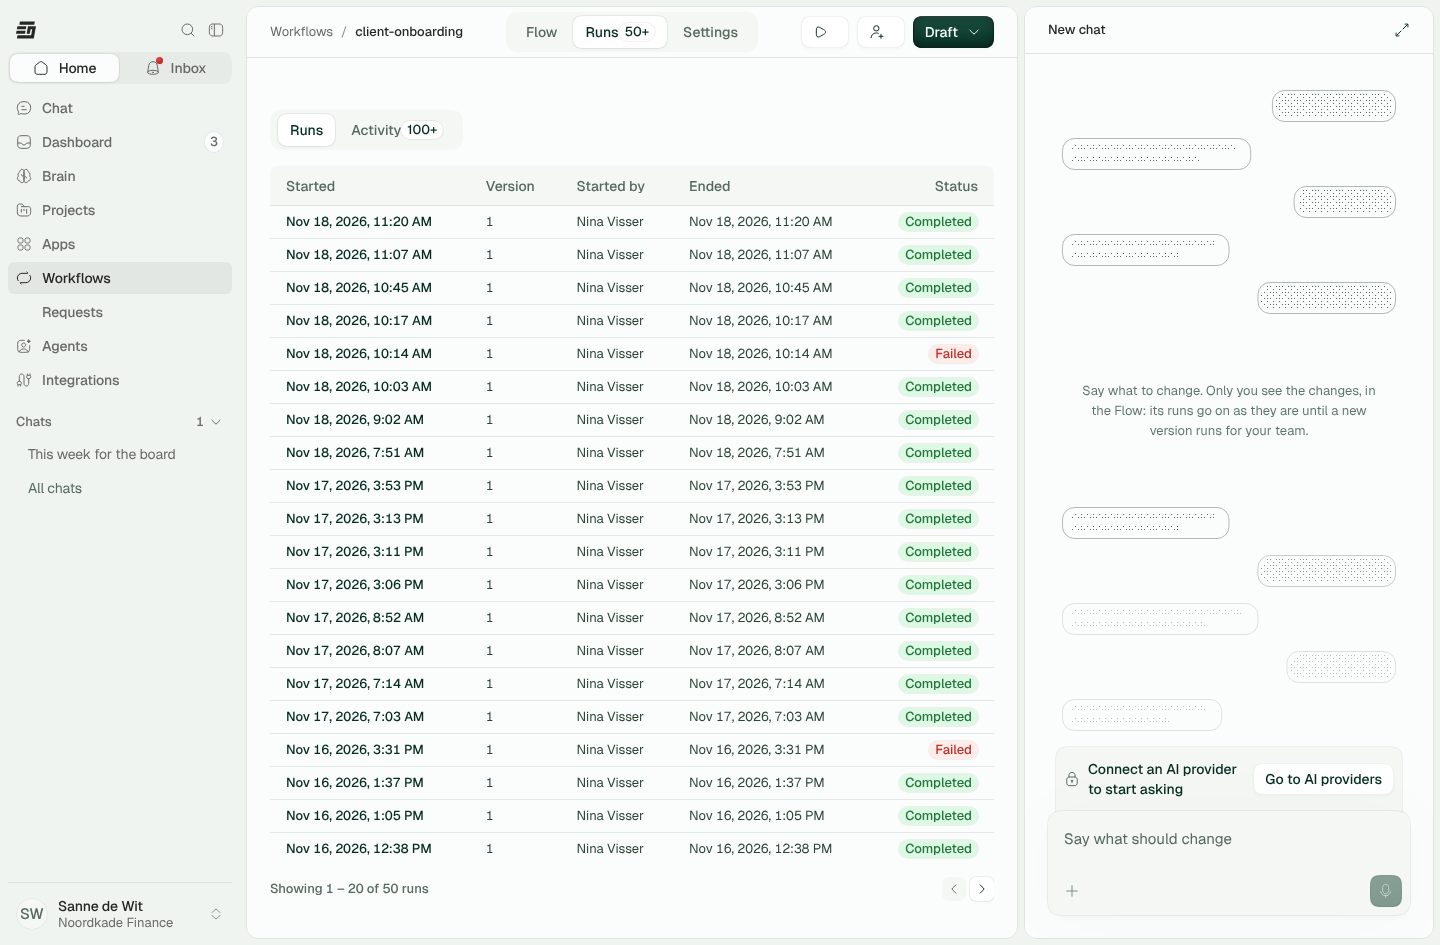 Home
Inbox
Chat
Dashboard 3
Brain
Projects
Apps
Workflows
Requests
Agents
Integrations
Chats 1
This week for the board
All chats
SW
Sanne de Wit
Noordkade Finance
Workflows / client-onboarding
Flow
Runs 50+
Settings
Draft
Runs
Activity 100+
Started Version Started by Ended Status
Nov 18, 2026, 11:20 AM 1 Nina Visser Nov 18, 2026, 11:20 AM Completed
Nov 18, 2026, 11:07 AM 1 Nina Visser Nov 18, 2026, 11:07 AM Completed
Nov 18, 2026, 10:45 AM 1 Nina Visser Nov 18, 2026, 10:45 AM Completed
Nov 18, 2026, 10:17 AM 1 Nina Visser Nov 18, 2026, 10:17 AM Completed
Nov 18, 2026, 10:14 AM 1 Nina Visser Nov 18, 2026, 10:14 AM Failed
Nov 18, 2026, 10:03 AM 1 Nina Visser Nov 18, 2026, 10:03 AM Completed
Nov 18, 2026, 9:02 AM 1 Nina Visser Nov 18, 2026, 9:02 AM Completed
Nov 18, 2026, 7:51 AM 1 Nina Visser Nov 18, 2026, 7:51 AM Completed
Nov 17, 2026, 3:53 PM 1 Nina Visser Nov 17, 2026, 3:53 PM Completed
Nov 17, 2026, 3:13 PM 1 Nina Visser Nov 17, 2026, 3:13 PM Completed
Nov 17, 2026, 3:11 PM 1 Nina Visser Nov 17, 2026, 3:11 PM Completed
Nov 17, 2026, 3:06 PM 1 Nina Visser Nov 17, 2026, 3:06 PM Completed
Nov 17, 2026, 8:52 AM 1 Nina Visser Nov 17, 2026, 8:52 AM Completed
Nov 17, 2026, 8:07 AM 1 Nina Visser Nov 17, 2026, 8:07 AM Completed
Nov 17, 2026, 7:14 AM 1 Nina Visser Nov 17, 2026, 7:14 AM Completed
Nov 17, 2026, 7:03 AM 1 Nina Visser Nov 17, 2026, 7:03 AM Completed
Nov 16, 2026, 3:31 PM 1 Nina Visser Nov 16, 2026, 3:31 PM Failed
Nov 16, 2026, 1:37 PM 1 Nina Visser Nov 16, 2026, 1:37 PM Completed
Nov 16, 2026, 1:05 PM 1 Nina Visser Nov 16, 2026, 1:05 PM Completed
Nov 16, 2026, 12:38 PM 1 Nina Visser Nov 16, 2026, 12:38 PM Completed
Showing 1 – 20 of 50 runs
New chat
Say what to change. Only you see the changes, in
the Flow: its runs go on as they are until a new
version runs for your team.
Connect an AI provider
to start asking
Go to AI providers
Say what should change